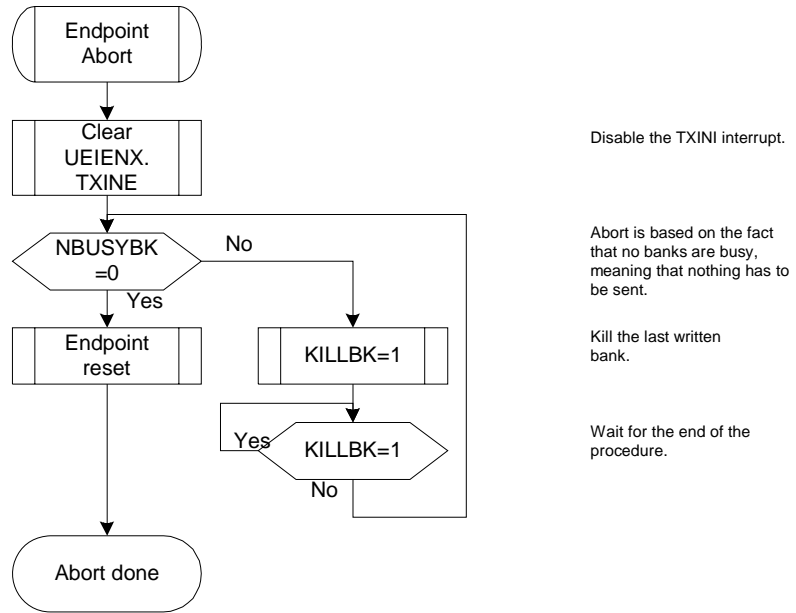 Endpoint
Abort
Clear
UEIENX.
TXINE
Disable the TXINI interrupt.
NBUSYBK
=0
No
Yes
Abort is based on the fact
that no banks are busy,
meaning that nothing has to
be sent.
Endpoint
reset
KILLBK=1
Kill the last written
bank.
Yes
KILLBK=1
No
Wait for the end of the
procedure.
Abort done